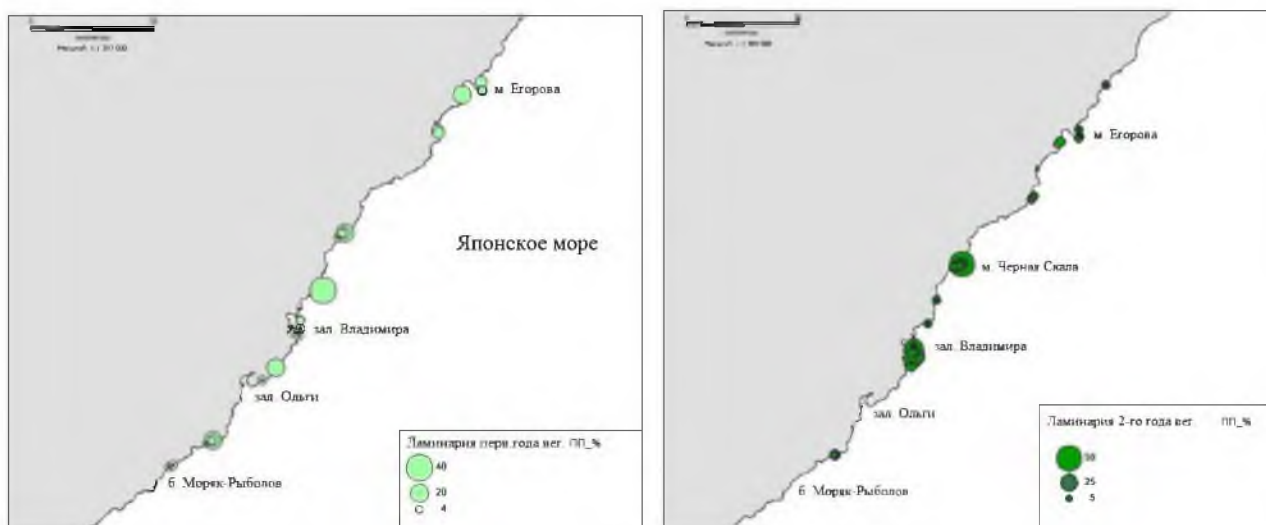 м. Егорова
Японское море
зал. Владимира
зал. Ольги
б. Моряк-Рыболов
Ламинария перв.года вег. ПП_%
40
20
4
м. Егорова
м. Черная Скала
зал. Владимира
зал. Ольги
б. Моряк-Рыболов
Ламинария 2-го года вег. ПП_%
50
25
5